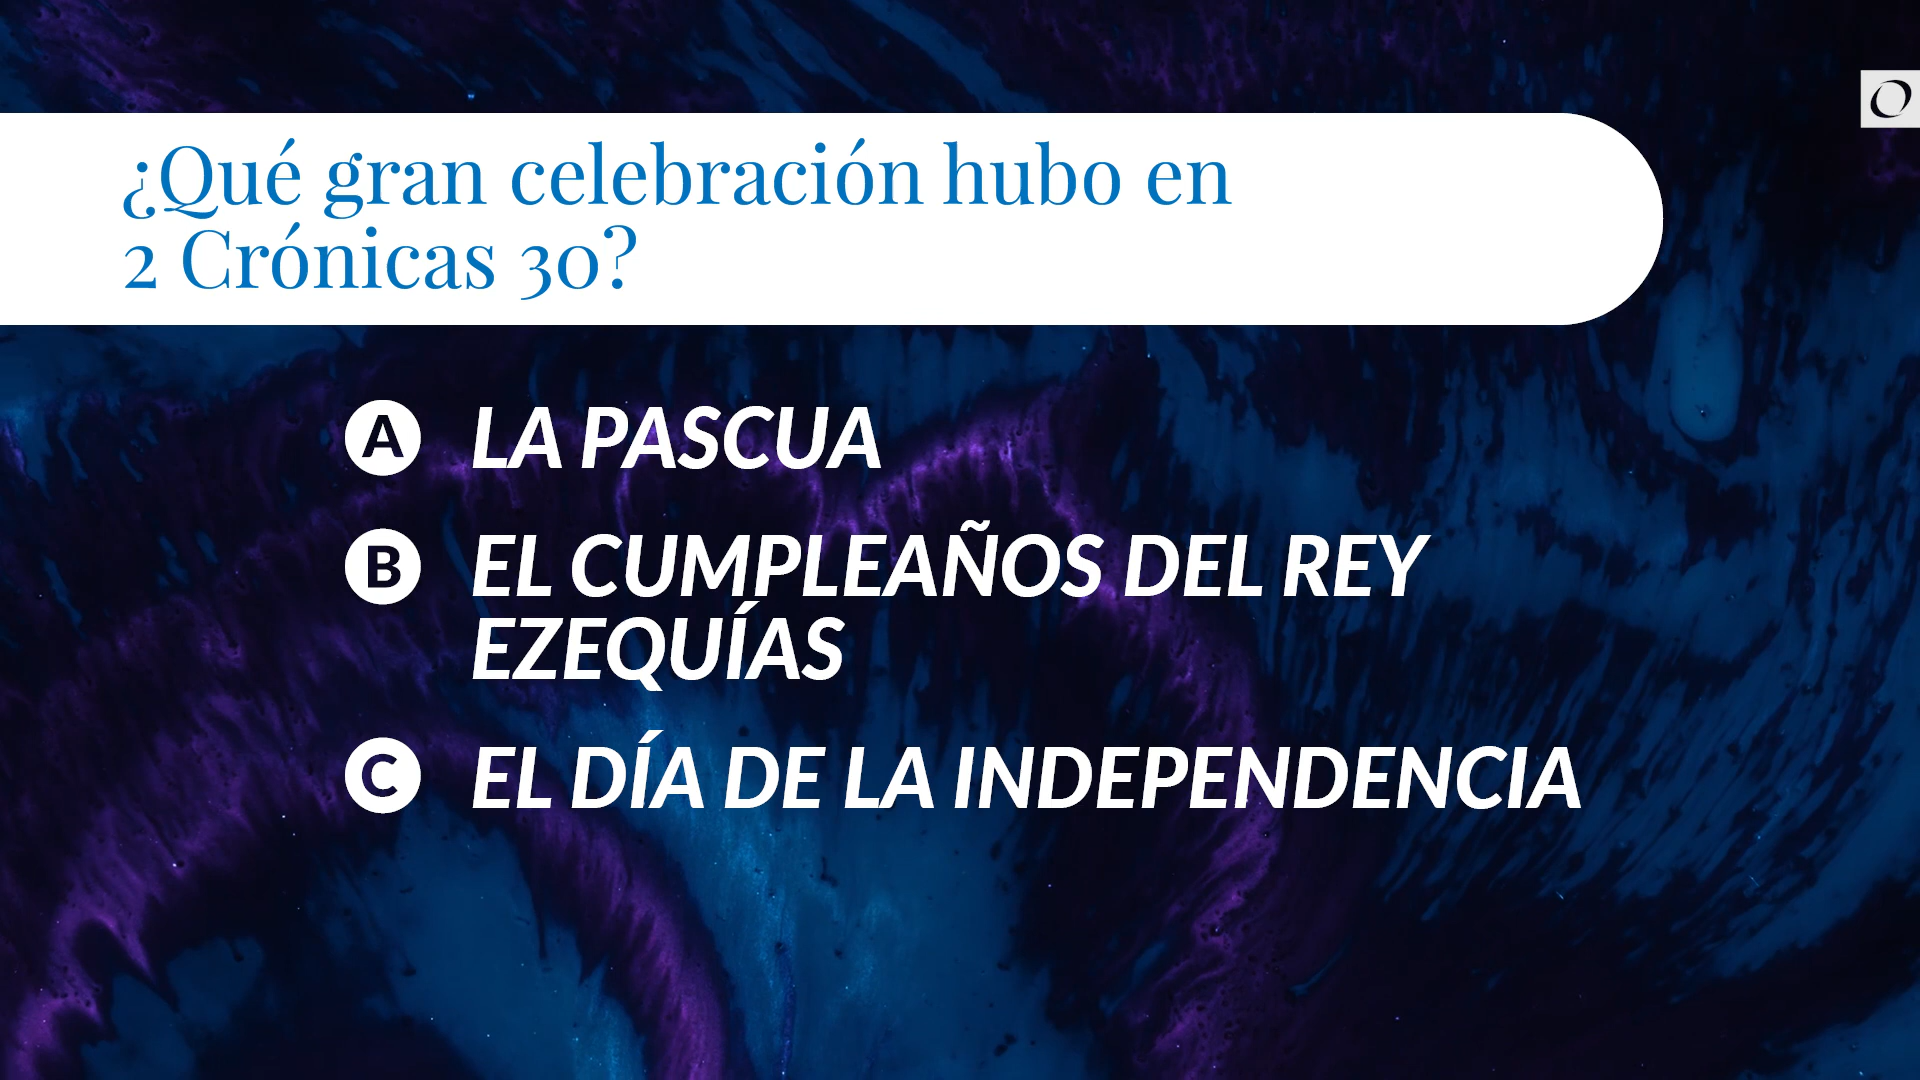 ¿Qué gran celebración hubo en
2 Crónicas 30?
A LA PASCUA
B EL CUMPLEAÑOS DEL REY
EZEQUÍAS
C EL DÍA DE LA INDEPENDENCIA